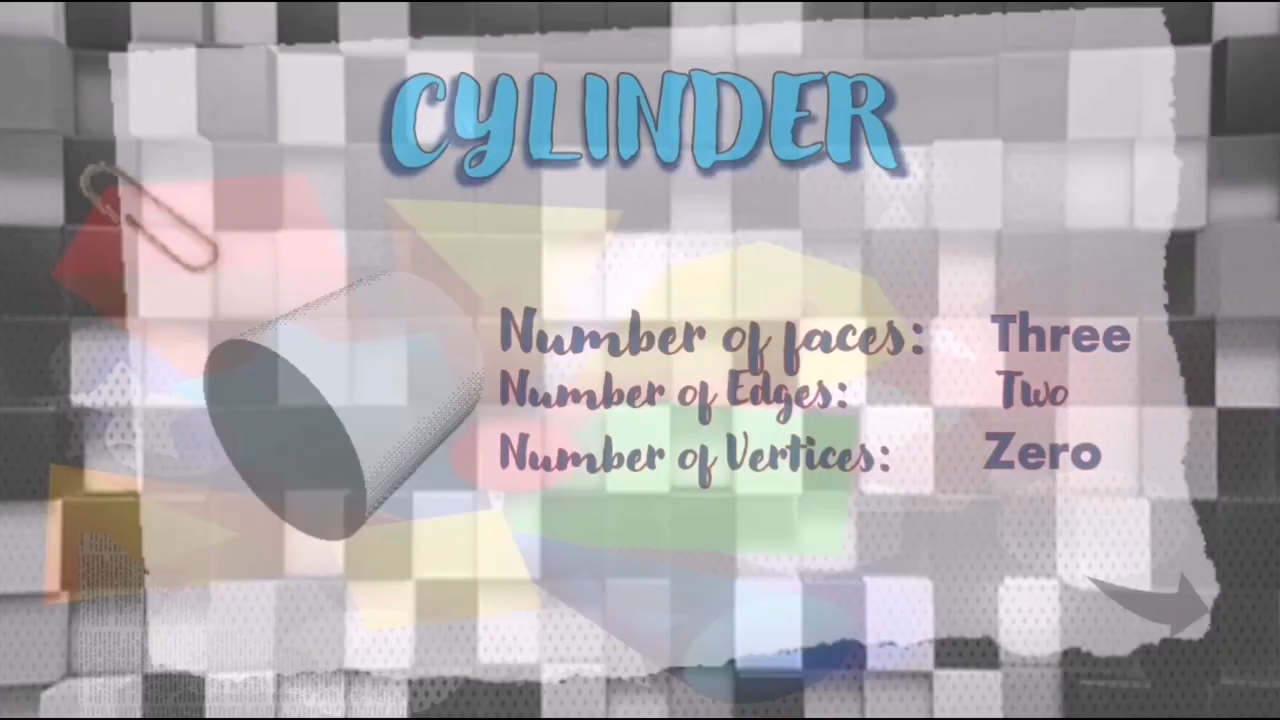 CYLINDER
Number of faces: Three
Number of Edges: Two
Number of Vertices: Zero